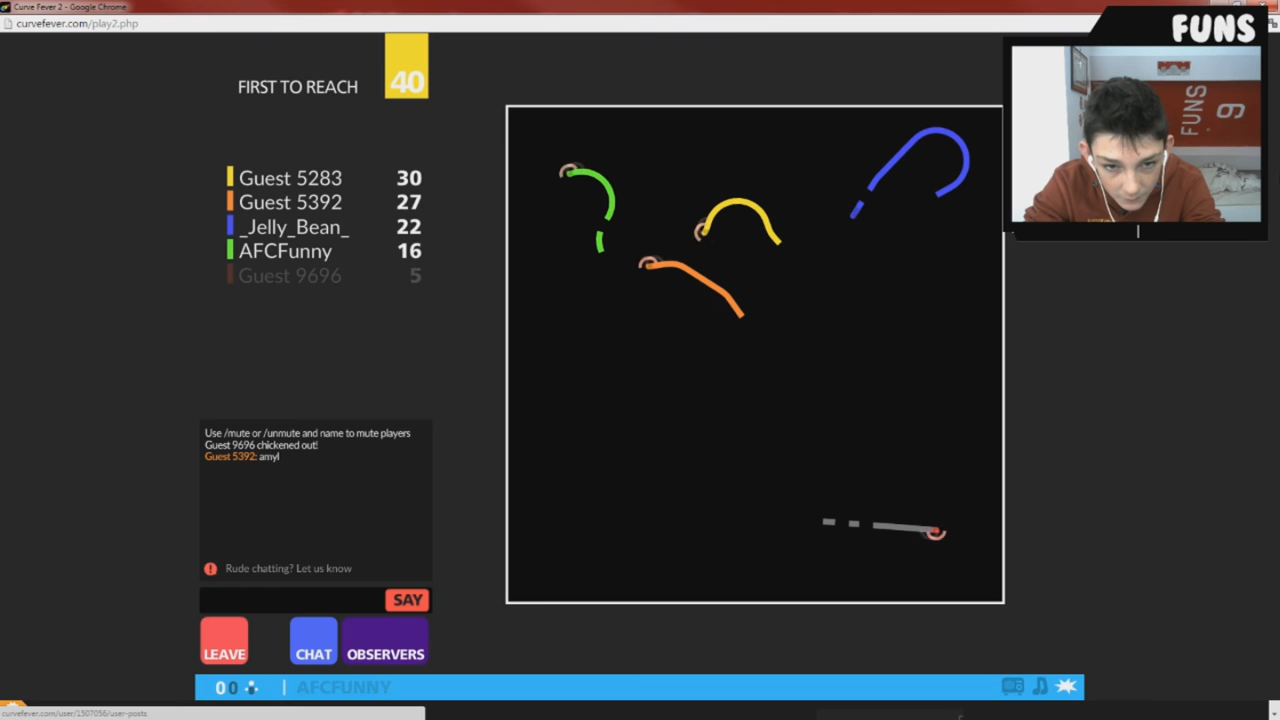 Curve Fever 2 - Google Chrome
curvefever.com/play2.php
FUNS
FIRST TO REACH
40
FUNS
9
Guest 5283 30
Guest 5392 27
_Jelly_Bean_ 22
AFCFunny 16
Guest 9696 5
Use /mute or /unmute and name to mute players
Guest 9696 chickened out!
Guest 5392: amyl
Rude chatting? Let us know
SAY
LEAVE
CHAT
OBSERVERS
00
AFCFUNNY
curvefever.com/user/1507056/user-posts